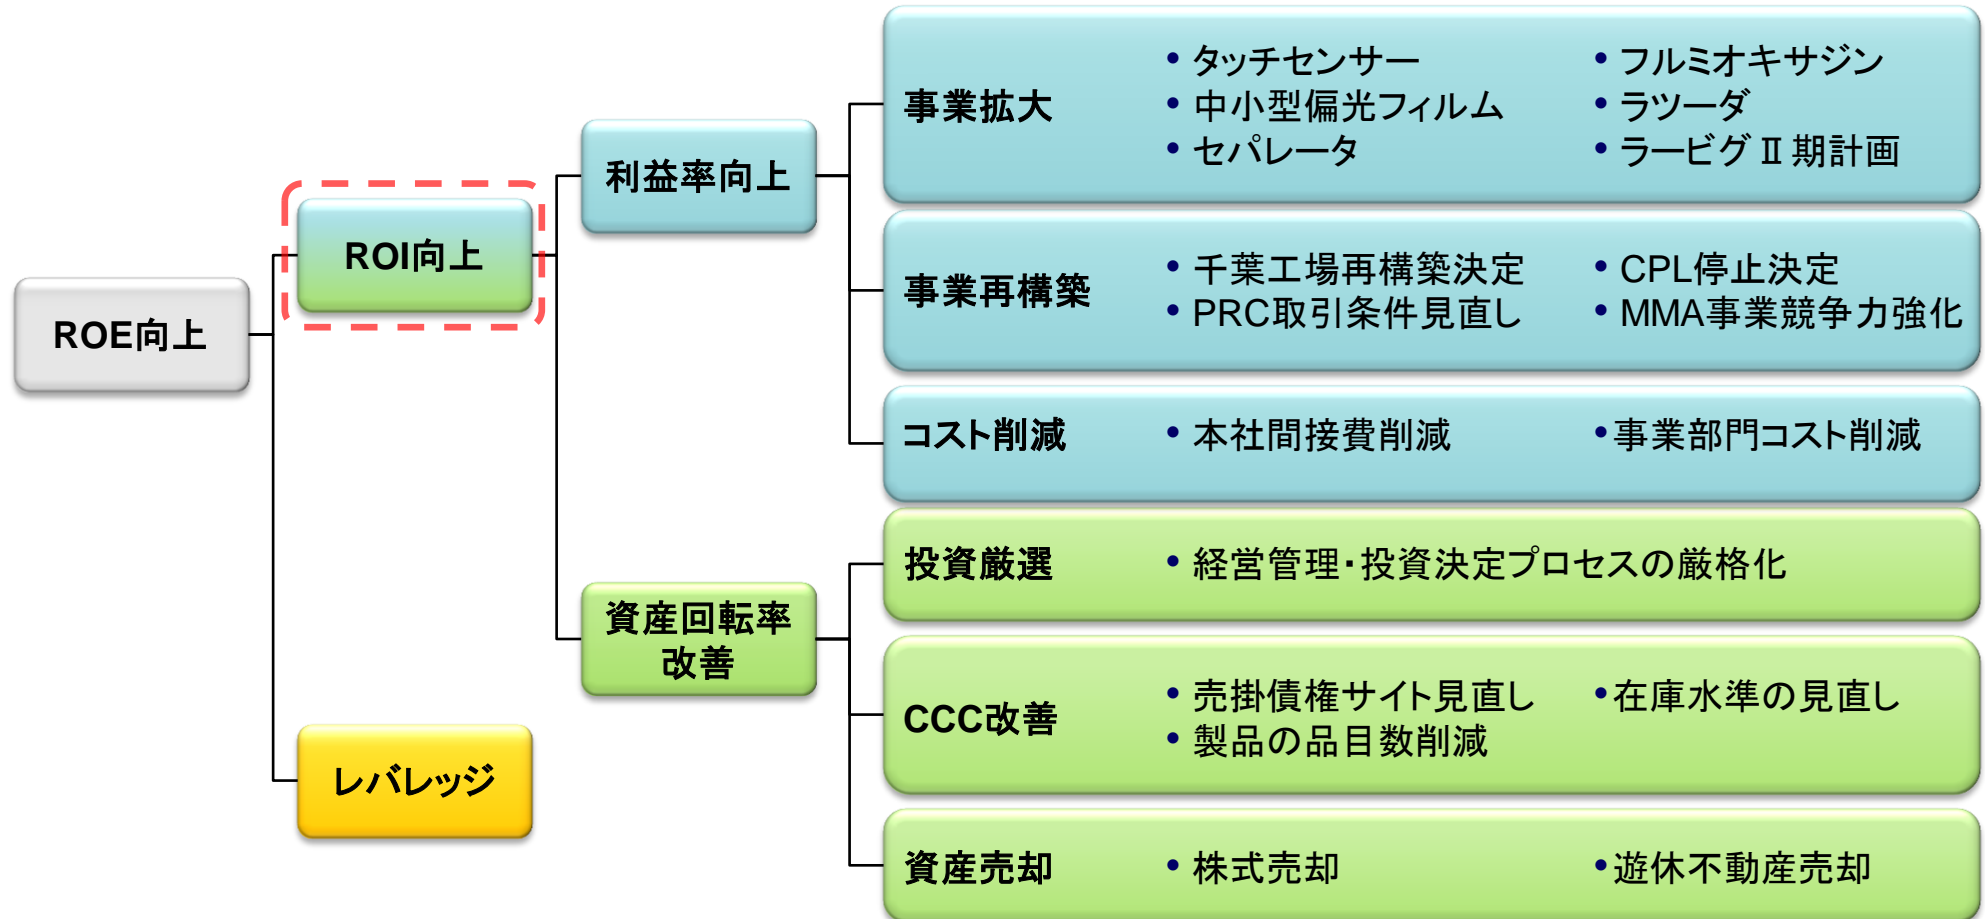 ROE向上
ROI向上
レバレッジ
利益率向上
資産回転率
改善
事業拡大
• タッチセンサー
• 中小型偏光フィルム
• セパレータ
• フルミオキサジン
• ラツーダ
• ラービグⅡ期計画
事業再構築
• 千葉工場再構築決定
• PRC取引条件見直し
• CPL停止決定
• MMA事業競争力強化
コスト削減
• 本社間接費削減
•事業部門コスト削減
投資厳選
• 経営管理・投資決定プロセスの厳格化
CCC改善
• 売掛債権サイト見直し
• 製品の品目数削減
•在庫水準の見直し
資産売却
• 株式売却
•遊休不動産売却